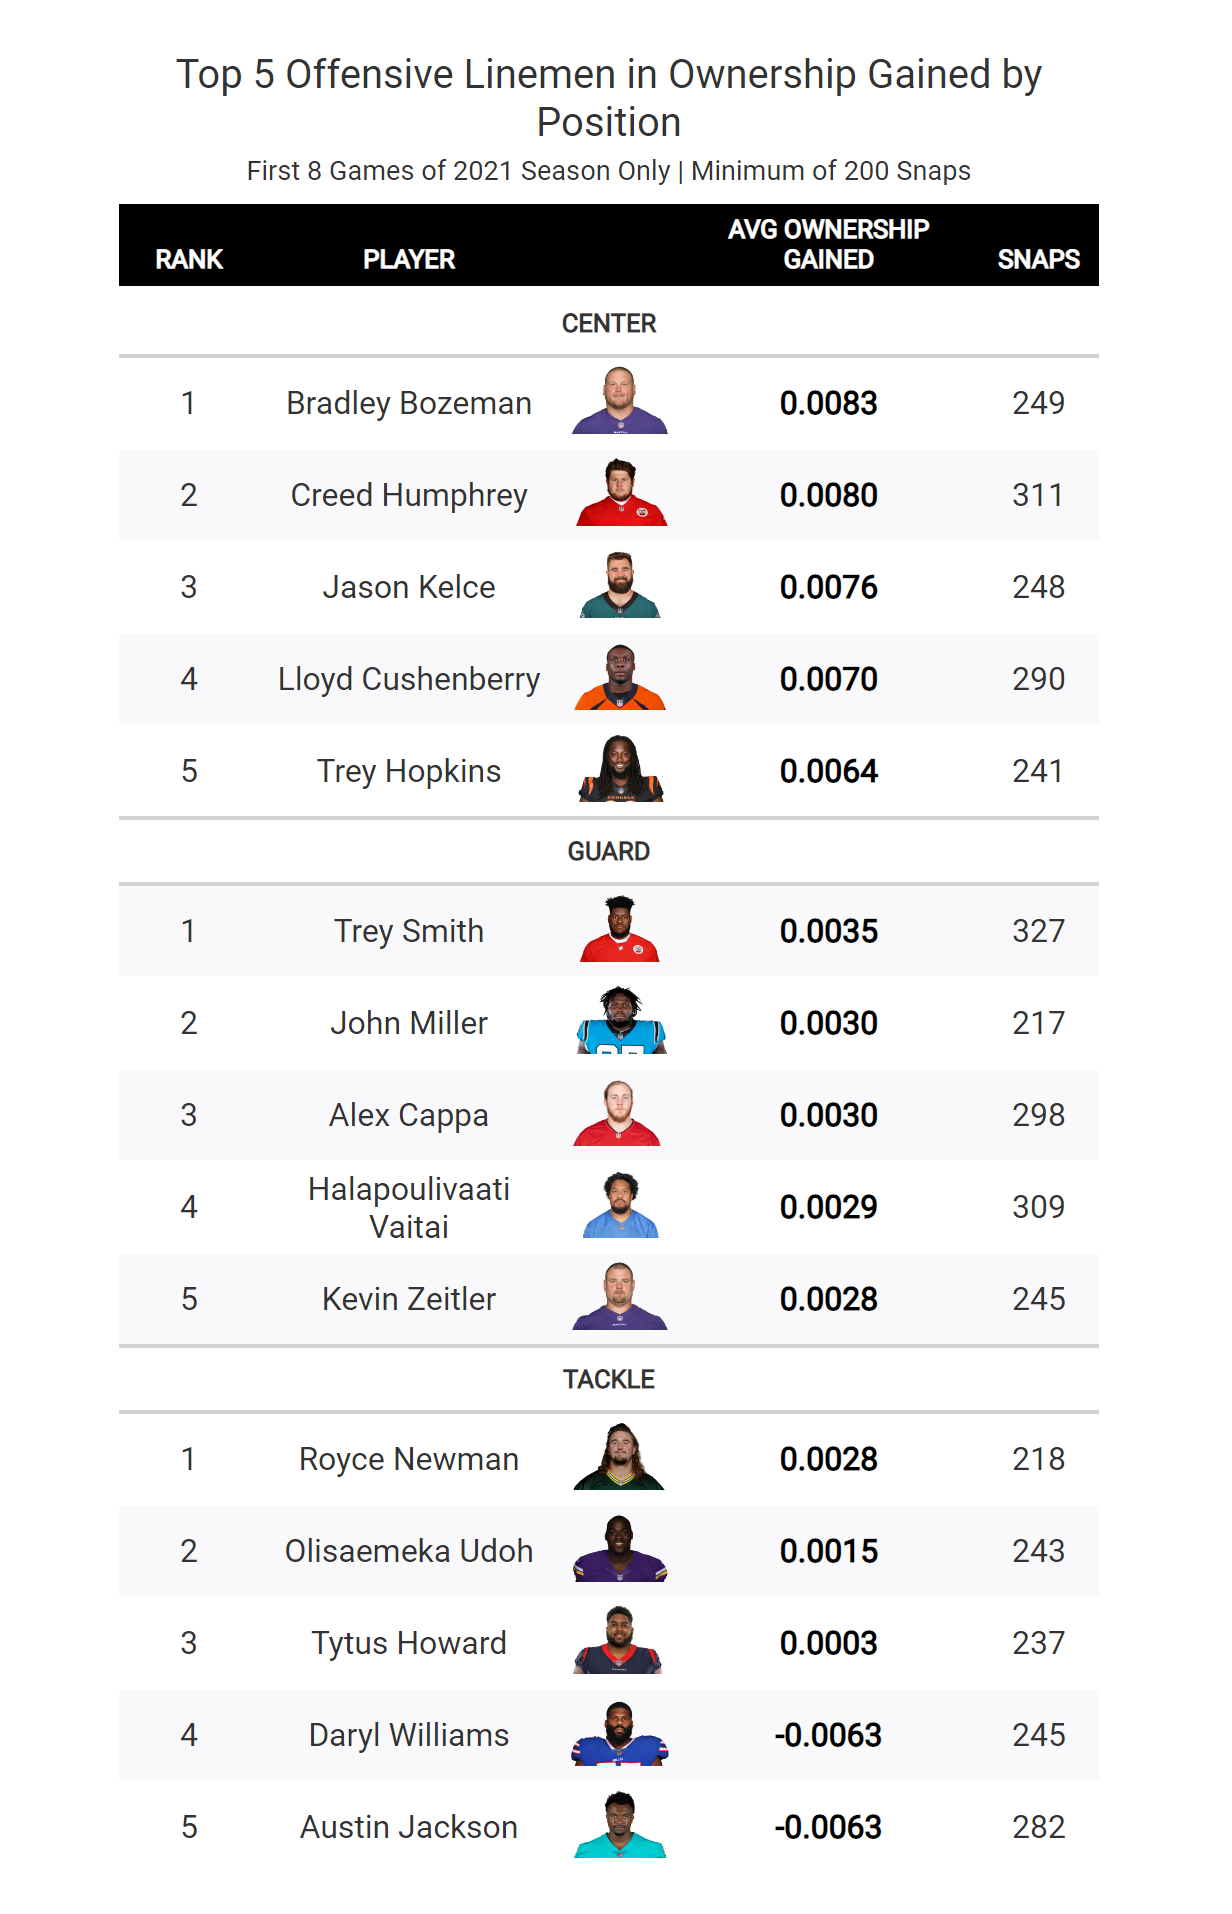 Top 5 Offensive Linemen in Ownership Gained by
Position
First 8 Games of 2021 Season Only | Minimum of 200 Snaps
RANK PLAYER AVG OWNERSHIP GAINED SNAPS
CENTER
1 Bradley Bozeman 0.0083 249
2 Creed Humphrey 0.0080 311
3 Jason Kelce 0.0076 248
4 Lloyd Cushenberry 0.0070 290
5 Trey Hopkins 0.0064 241
GUARD
1 Trey Smith 0.0035 327
2 John Miller 0.0030 217
3 Alex Cappa 0.0030 298
4 Halapoulivaati Vaitai 0.0029 309
5 Kevin Zeitler 0.0028 245
TACKLE
1 Royce Newman 0.0028 218
2 Olisaemeka Udoh 0.0015 243
3 Tytus Howard 0.0003 237
4 Daryl Williams -0.0063 245
5 Austin Jackson -0.0063 282